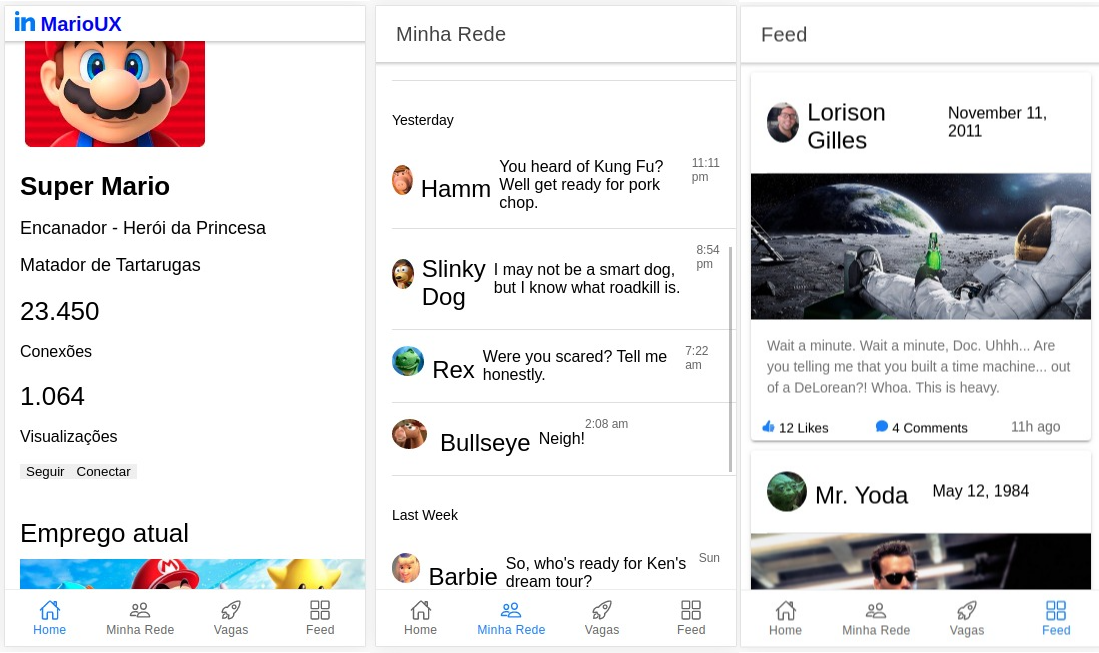 in MarioUX
Super Mario
Encanador - Herói da Princesa
Matador de Tartarugas
23.450
Conexões
1.064
Visualizações
Seguir Conectar
Emprego atual
Home Minha Rede Vagas Feed
Minha Rede
Yesterday
Hamm
You heard of Kung Fu?
Well get ready for pork
chop.
11:11
pm
Slinky
Dog
I may not be a smart dog,
but I know what roadkill is.
8:54
pm
Rex
Were you scared? Tell me
honestly.
7:22
am
Bullseye
Neigh!
2:08 am
Last Week
Barbie
So, who's ready for Ken's
dream tour?
Sun
Home Minha Rede Vagas Feed
Feed
Lorison
Gilles
November 11,
2011
Wait a minute. Wait a minute, Doc. Uhhh... Are
you telling me that you built a time machine... out
of a DeLorean?! Whoa. This is heavy.
12 Likes 4 Comments 11h ago
Mr. Yoda May 12, 1984
Home Minha Rede Vagas Feed